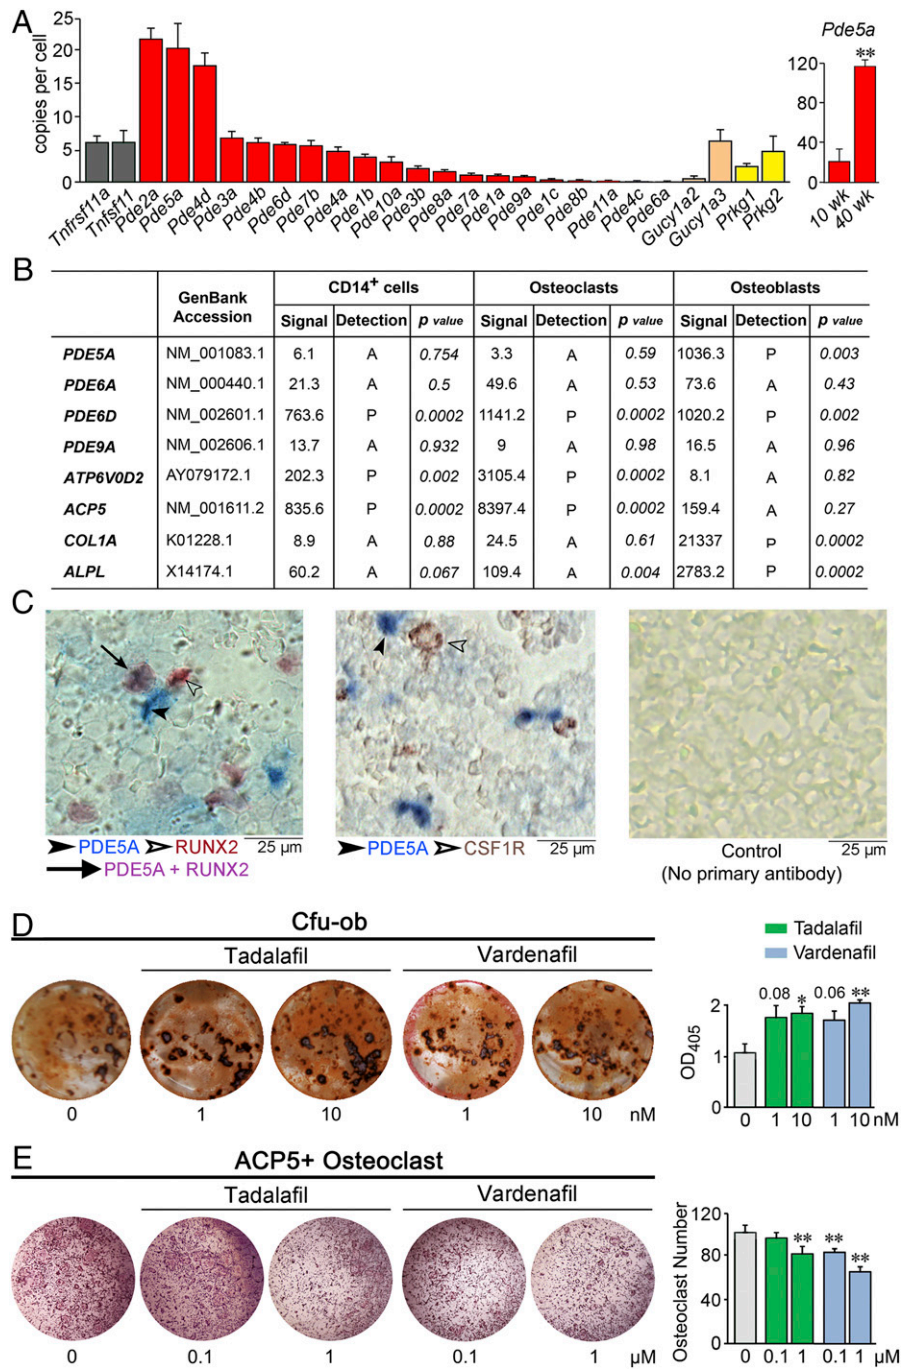 A
copies per cell
25
20
15
10
5
0
Tnfrsf11a
Tnfsf11
Pde2a
Pde5a
Pde4d
Pde3a
Pde4b
Pde6d
Pde7b
Pde4a
Pde1b
Pde10a
Pde3b
Pde8a
Pde7a
Pde1a
Pde9a
Pde1c
Pde8b
Pde11a
Pde4c
Pde6a
Gucy1a2
Gucy1a3
Prkg1
Prkg2
Pde5a
120
80
40
0
**
10 wk
40 wk
B
GenBank Accession CD14+ cells Osteoclasts Osteoblasts
Signal Detection p value Signal Detection p value Signal Detection p value
PDE5A NM_001083.1 6.1 A 0.754 3.3 A 0.59 1036.3 P 0.003
PDE6A NM_000440.1 21.3 A 0.5 49.6 A 0.53 73.6 A 0.43
PDE6D NM_002601.1 763.6 P 0.0002 1141.2 P 0.0002 1020.2 P 0.002
PDE9A NM_002606.1 13.7 A 0.932 9 A 0.98 16.5 A 0.96
ATP6V0D2 AY079172.1 202.3 P 0.002 3105.4 P 0.0002 8.1 A 0.82
ACP5 NM_001611.2 835.6 P 0.0002 8397.4 P 0.0002 159.4 A 0.27
COL1A K01228.1 8.9 A 0.88 24.5 A 0.61 21337 P 0.0002
ALPL X14174.1 60.2 A 0.067 109.4 A 0.004 2783.2 P 0.0002
C
PDE5A RUNX2 25 µm
PDE5A + RUNX2
PDE5A CSF1R 25 µm
Control 25 µm
(No primary antibody)
D
Cfu-ob
Tadalafil Vardenafil
0 1 10 1 10 nM
Tadalafil
Vardenafil
OD405
2
1
0
0.08 * 0.06 **
0 1 10 1 10 nM
E
ACP5+ Osteoclast
Tadalafil Vardenafil
0 0.1 1 0.1 1 µM
Osteoclast Number
120
80
40
0
** ** **
0 0.1 1 0.1 1 µM